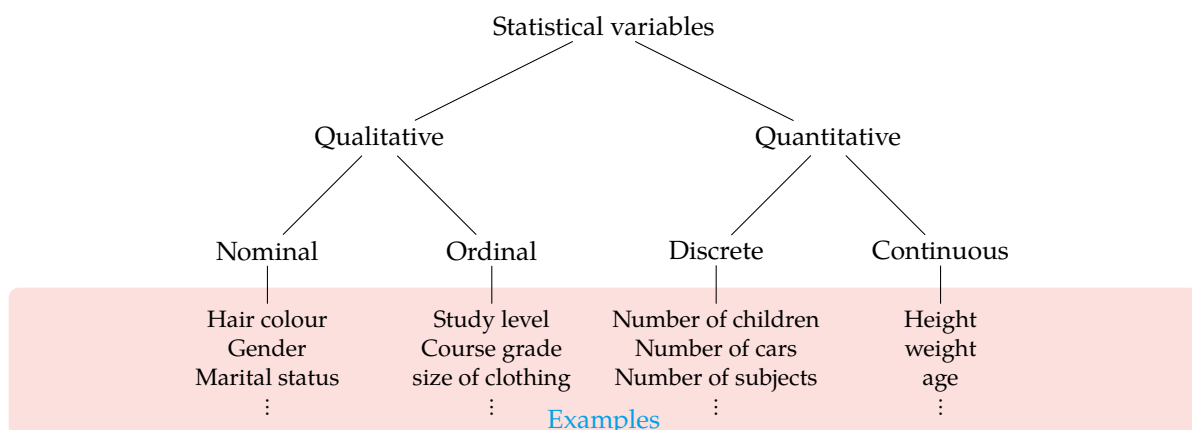 Statistical variables
Qualitative Quantitative
Nominal Ordinal Discrete Continuous
Hair colour Study level Number of children Height
Gender Course grade Number of cars weight
Marital status size of clothing Number of subjects age
⋮ ⋮ ⋮ ⋮
Examples